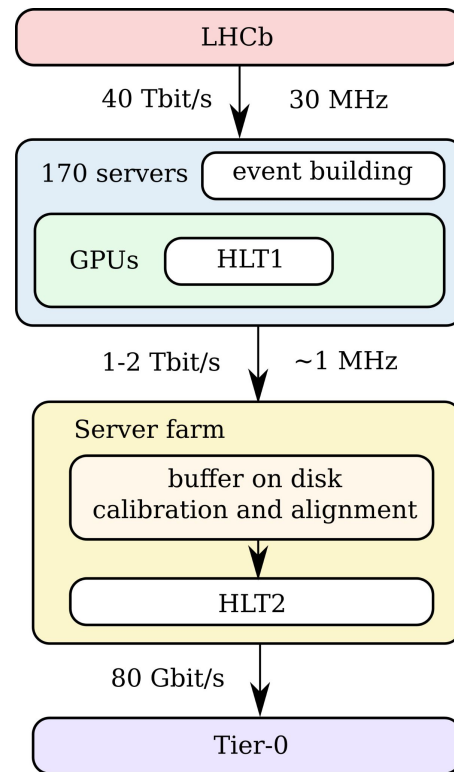 LHCb
40 Tbit/s 30 MHz
170 servers event building
GPUs HLT1
1-2 Tbit/s ~1 MHz
Server farm
buffer on disk
calibration and alignment
HLT2
80 Gbit/s
Tier-0